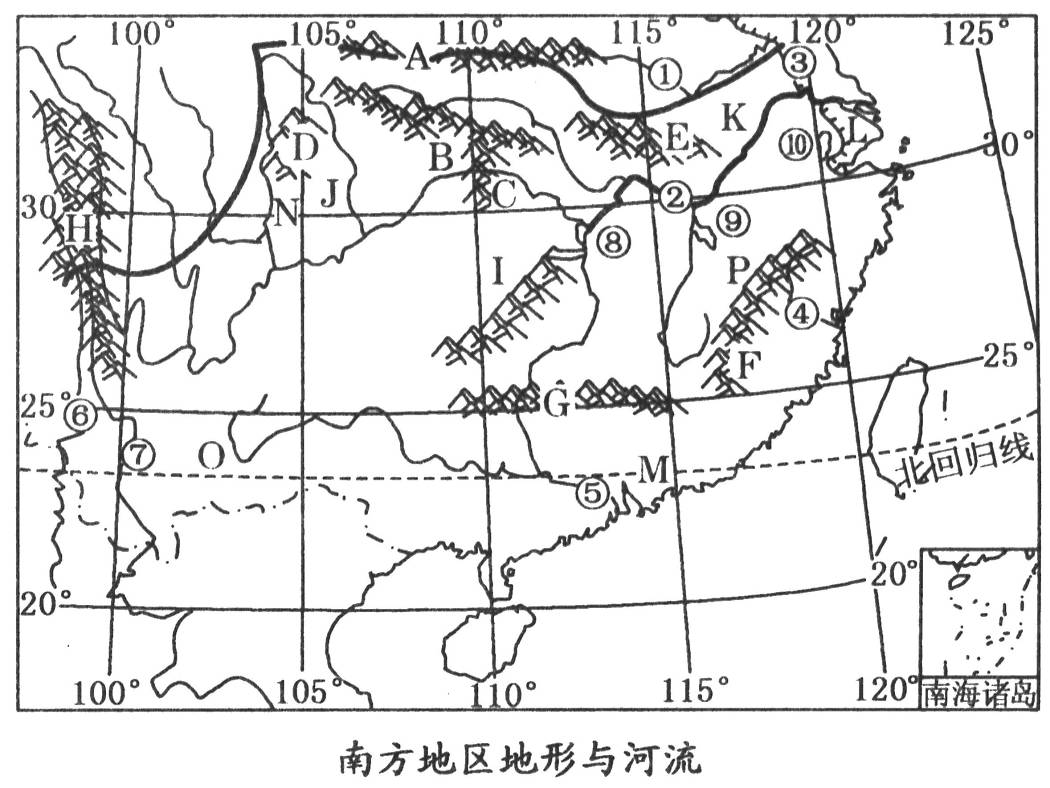 100° 105° 110° 115° 120° 125°
A ① ③
K
D E L
B ⑩ 30°
J C
30° N ② ⑨
H ⑧
I P
④
F 25°
25° ⑥ G
⑦ O M 北回归线
⑤
20° 20°
100° 105° 110° 115° 120° 南海诸岛
南方地区地形与河流